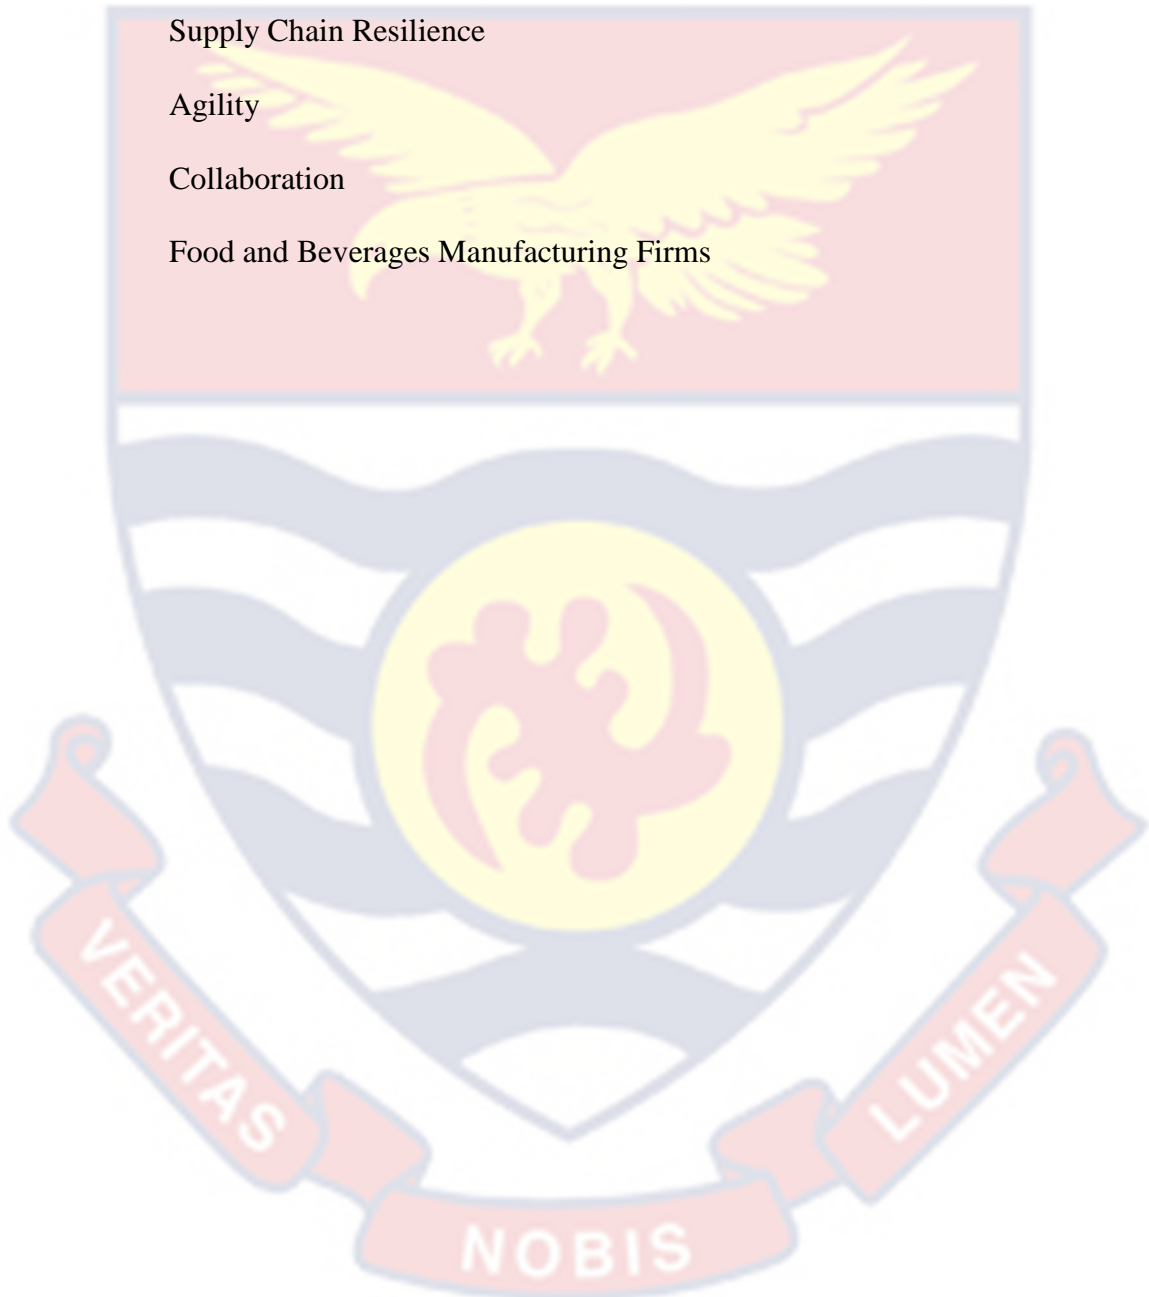 Supply Chain Resilience
Agility
Collaboration
Food and Beverages Manufacturing Firms
VERITAS
NOBIS
LUMEN